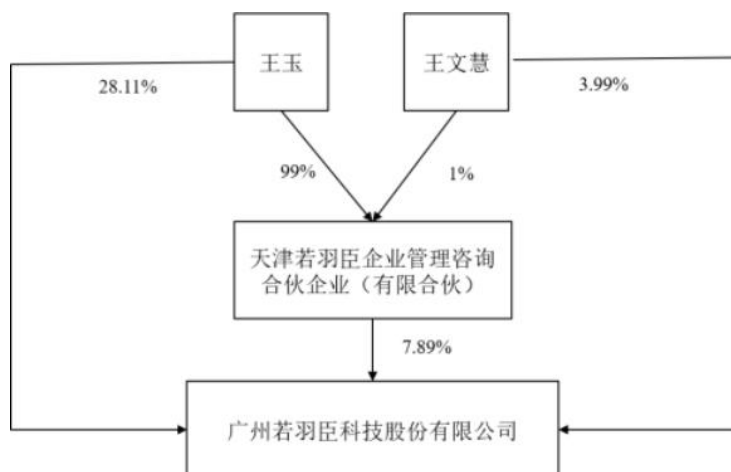 王玉
王文慧
28.11%
3.99%
99%
1%
天津若羽臣企业管理咨询
合伙企业（有限合伙）
7.89%
广州若羽臣科技股份有限公司